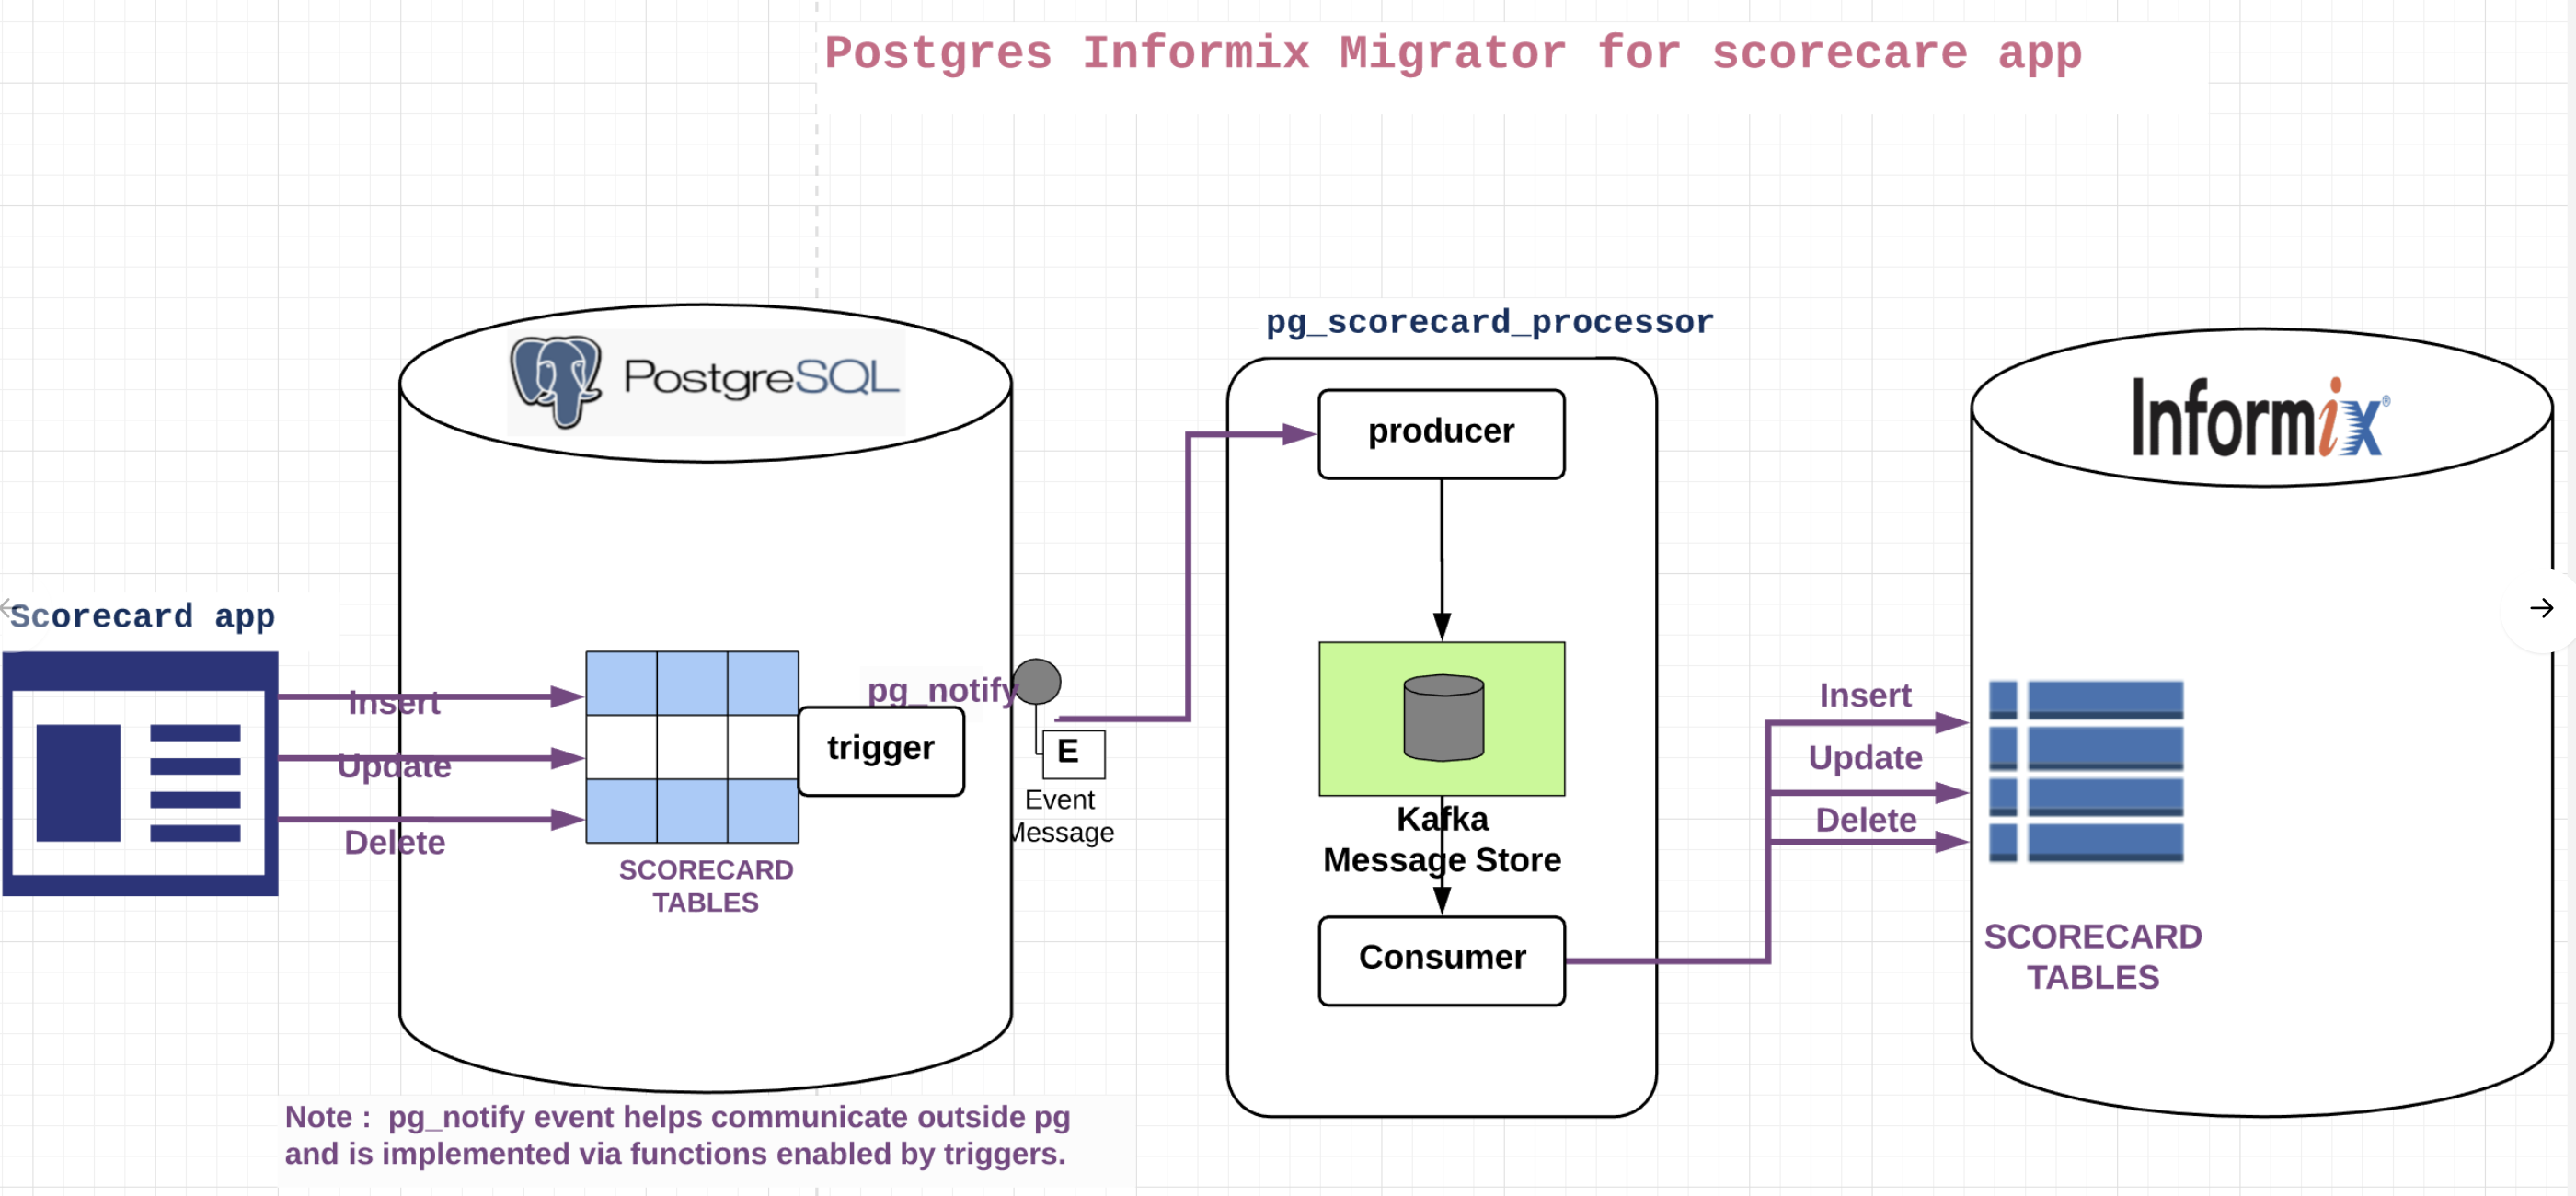 Postgres Informix Migrator for scorecare app
pg_scorecard_processor
PostgreSQL
Informix®
producer
Scorecard app
Insert
Update
Delete
pg_notify
trigger
E
Event
Message
SCORECARD
TABLES
Kafka
Message Store
Consumer
Insert
Update
Delete
SCORECARD
TABLES
Note : pg_notify event helps communicate outside pg
and is implemented via functions enabled by triggers.